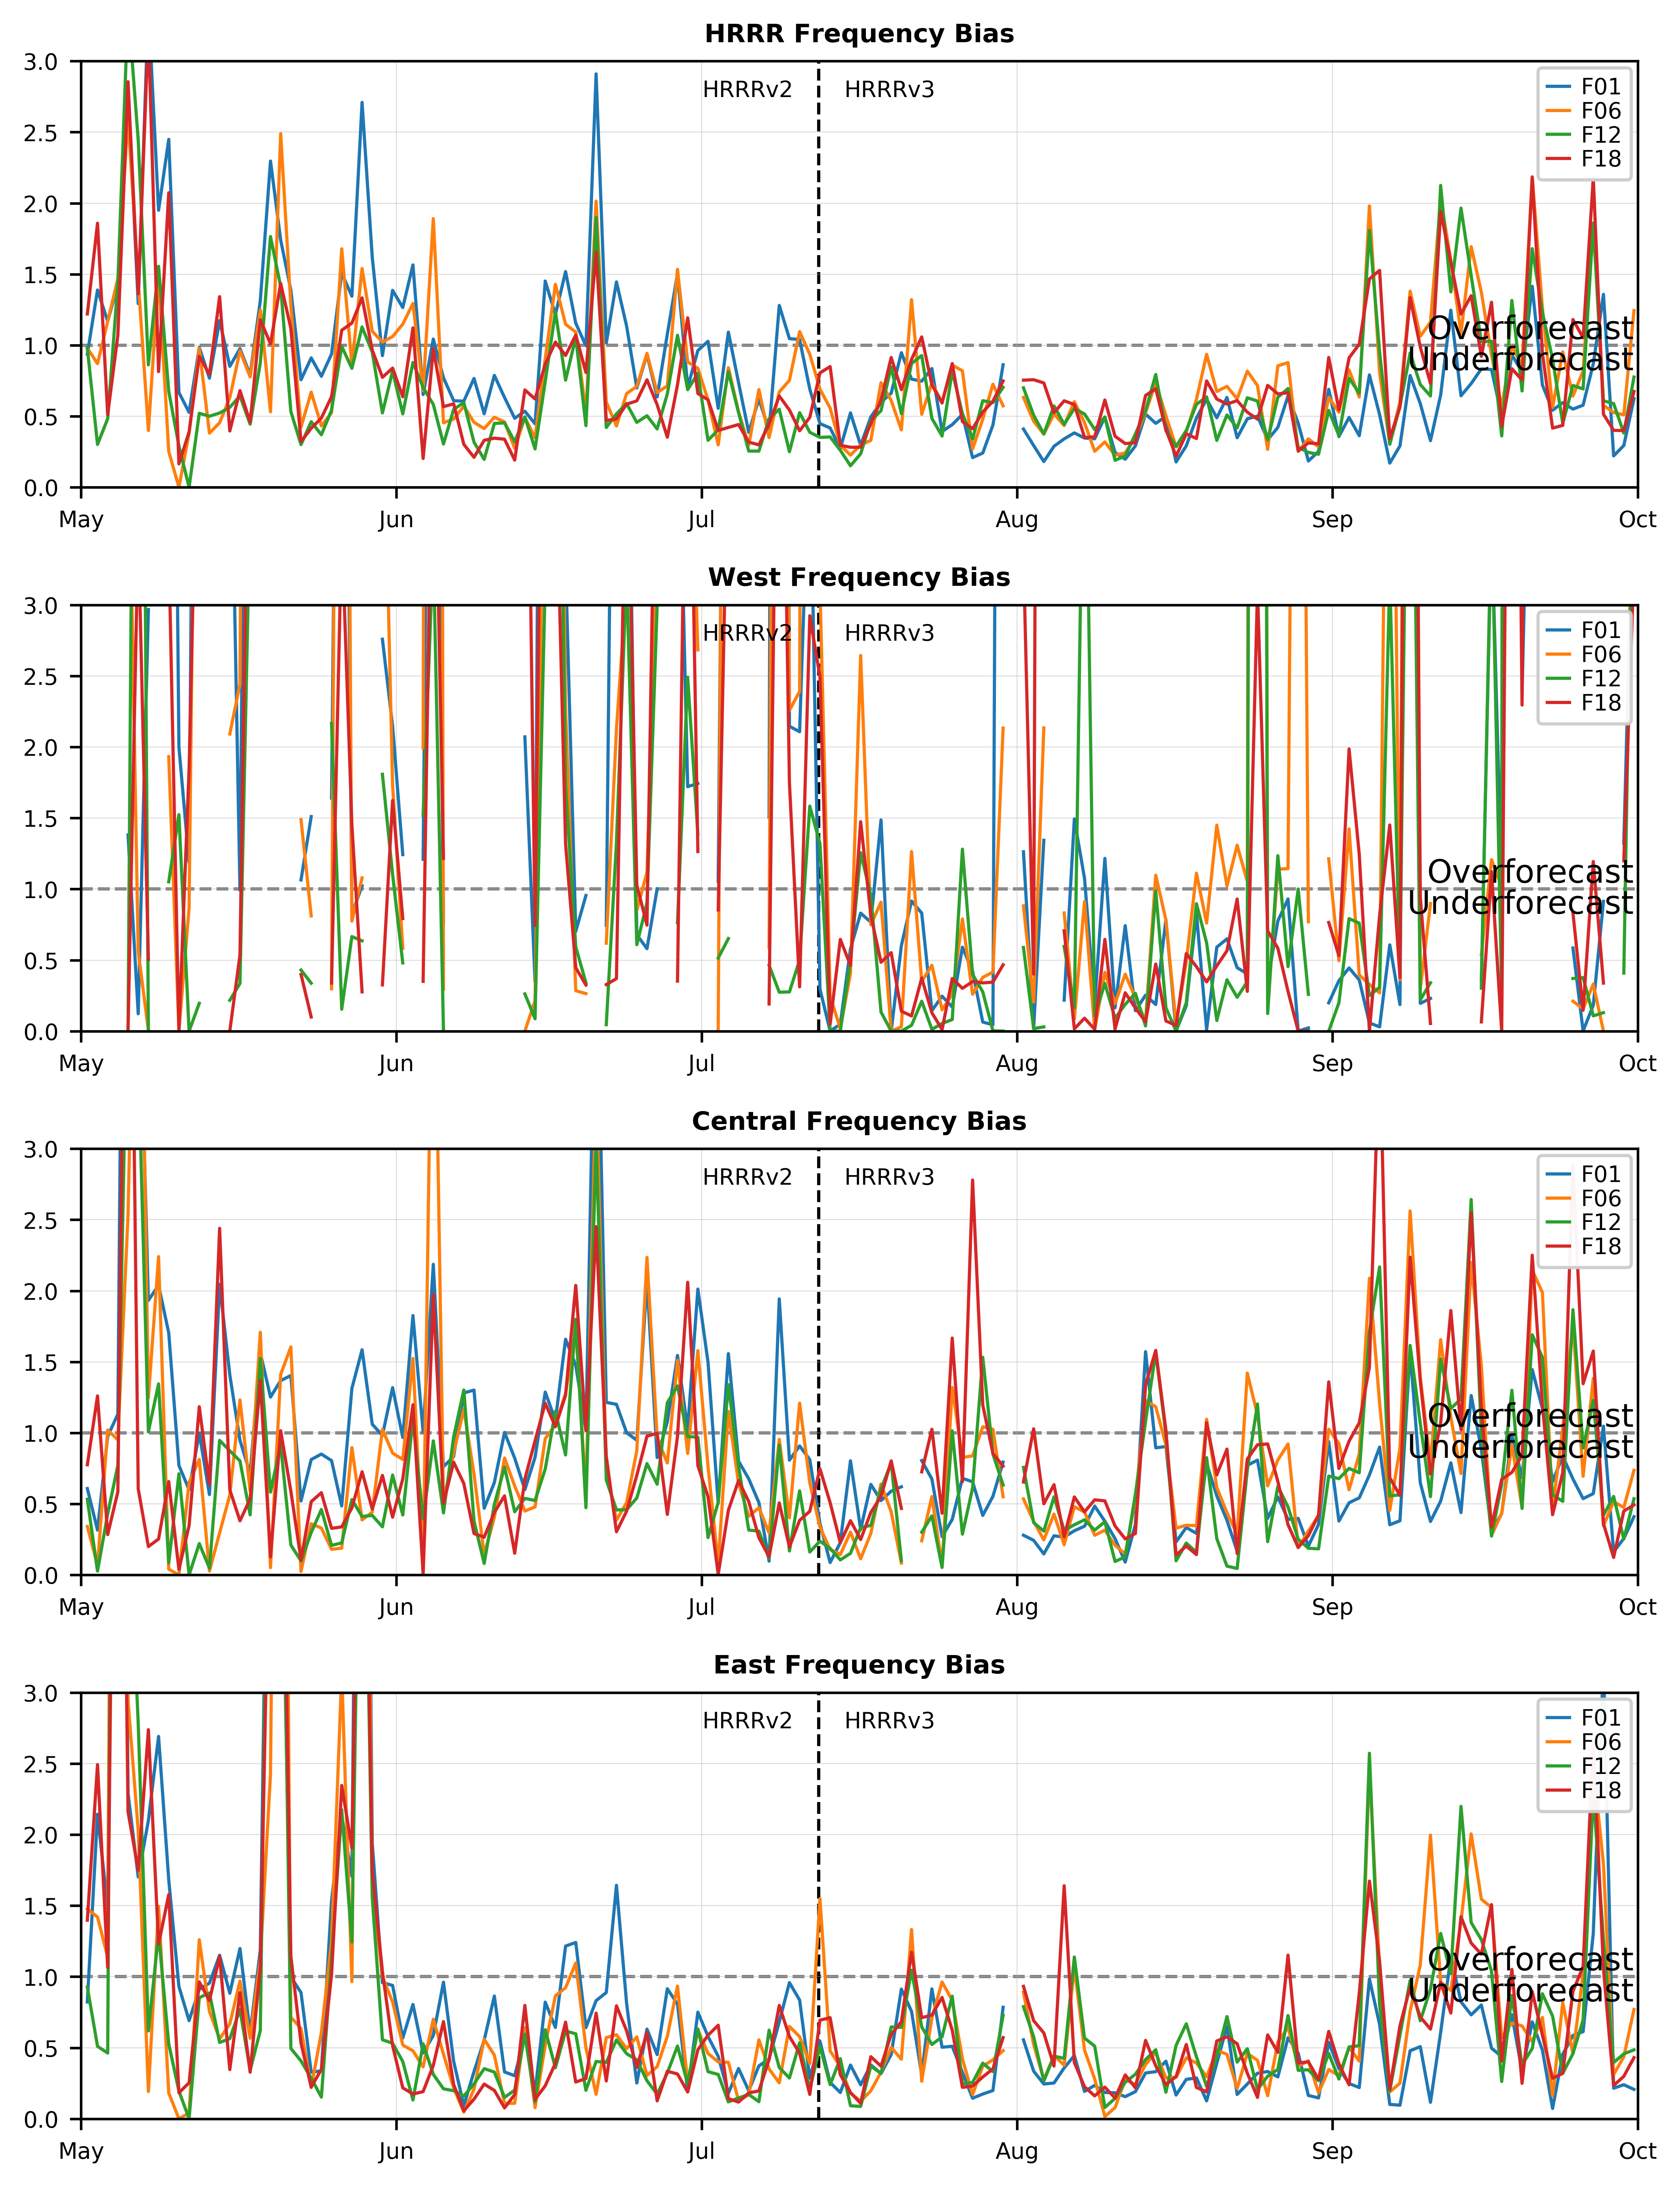 HRRR Frequency Bias
3.0
HRRRv2 HRRRv3
F01
F06
F12
F18
2.5
2.0
1.5
1.0
Overforecast
Underforecast
0.5
0.0
May Jun Jul Aug Sep Oct
West Frequency Bias
3.0
HRRRv2 HRRRv3
F01
F06
F12
F18
2.5
2.0
1.5
1.0
Overforecast
Underforecast
0.5
0.0
May Jun Jul Aug Sep Oct
Central Frequency Bias
3.0
HRRRv2 HRRRv3
F01
F06
F12
F18
2.5
2.0
1.5
1.0
Overforecast
Underforecast
0.5
0.0
May Jun Jul Aug Sep Oct
East Frequency Bias
3.0
HRRRv2 HRRRv3
F01
F06
F12
F18
2.5
2.0
1.5
1.0
Overforecast
Underforecast
0.5
0.0
May Jun Jul Aug Sep Oct